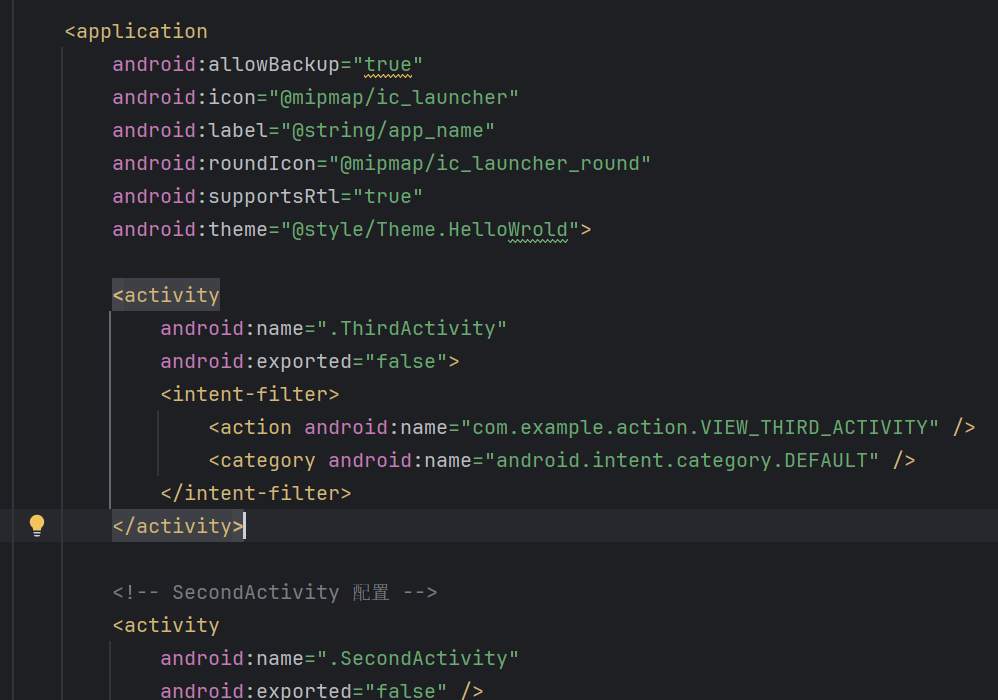 <application
android:allowBackup="true"
android:icon="@mipmap/ic_launcher"
android:label="@string/app_name"
android:roundIcon="@mipmap/ic_launcher_round"
android:supportsRtl="true"
android:theme="@style/Theme.HelloWrold">
<activity
android:name=".ThirdActivity"
android:exported="false">
<intent-filter>
<action android:name="com.example.action.VIEW_THIRD_ACTIVITY" />
<category android:name="android.intent.category.DEFAULT" />
</intent-filter>
</activity>
<!-- SecondActivity 配置 -->
<activity
android:name=".SecondActivity"
android:exported="false" />